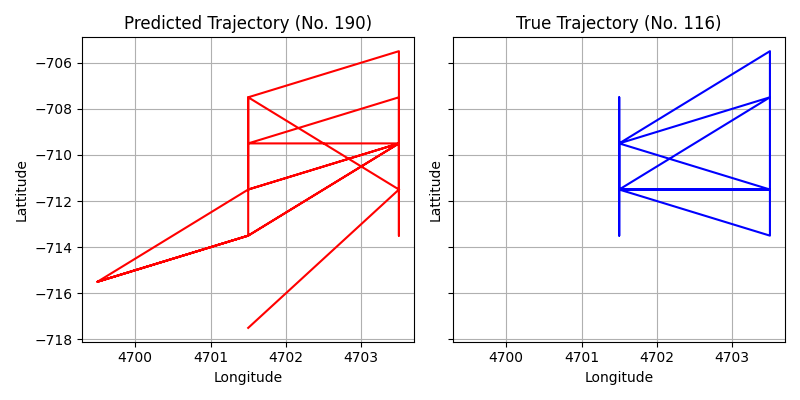 Predicted Trajectory (No. 190)
True Trajectory (No. 116)
−706
−708
−710
−712
−714
−716
−718
Lattitude
Lattitude
4700 4701 4702 4703
4700 4701 4702 4703
Longitude
Longitude